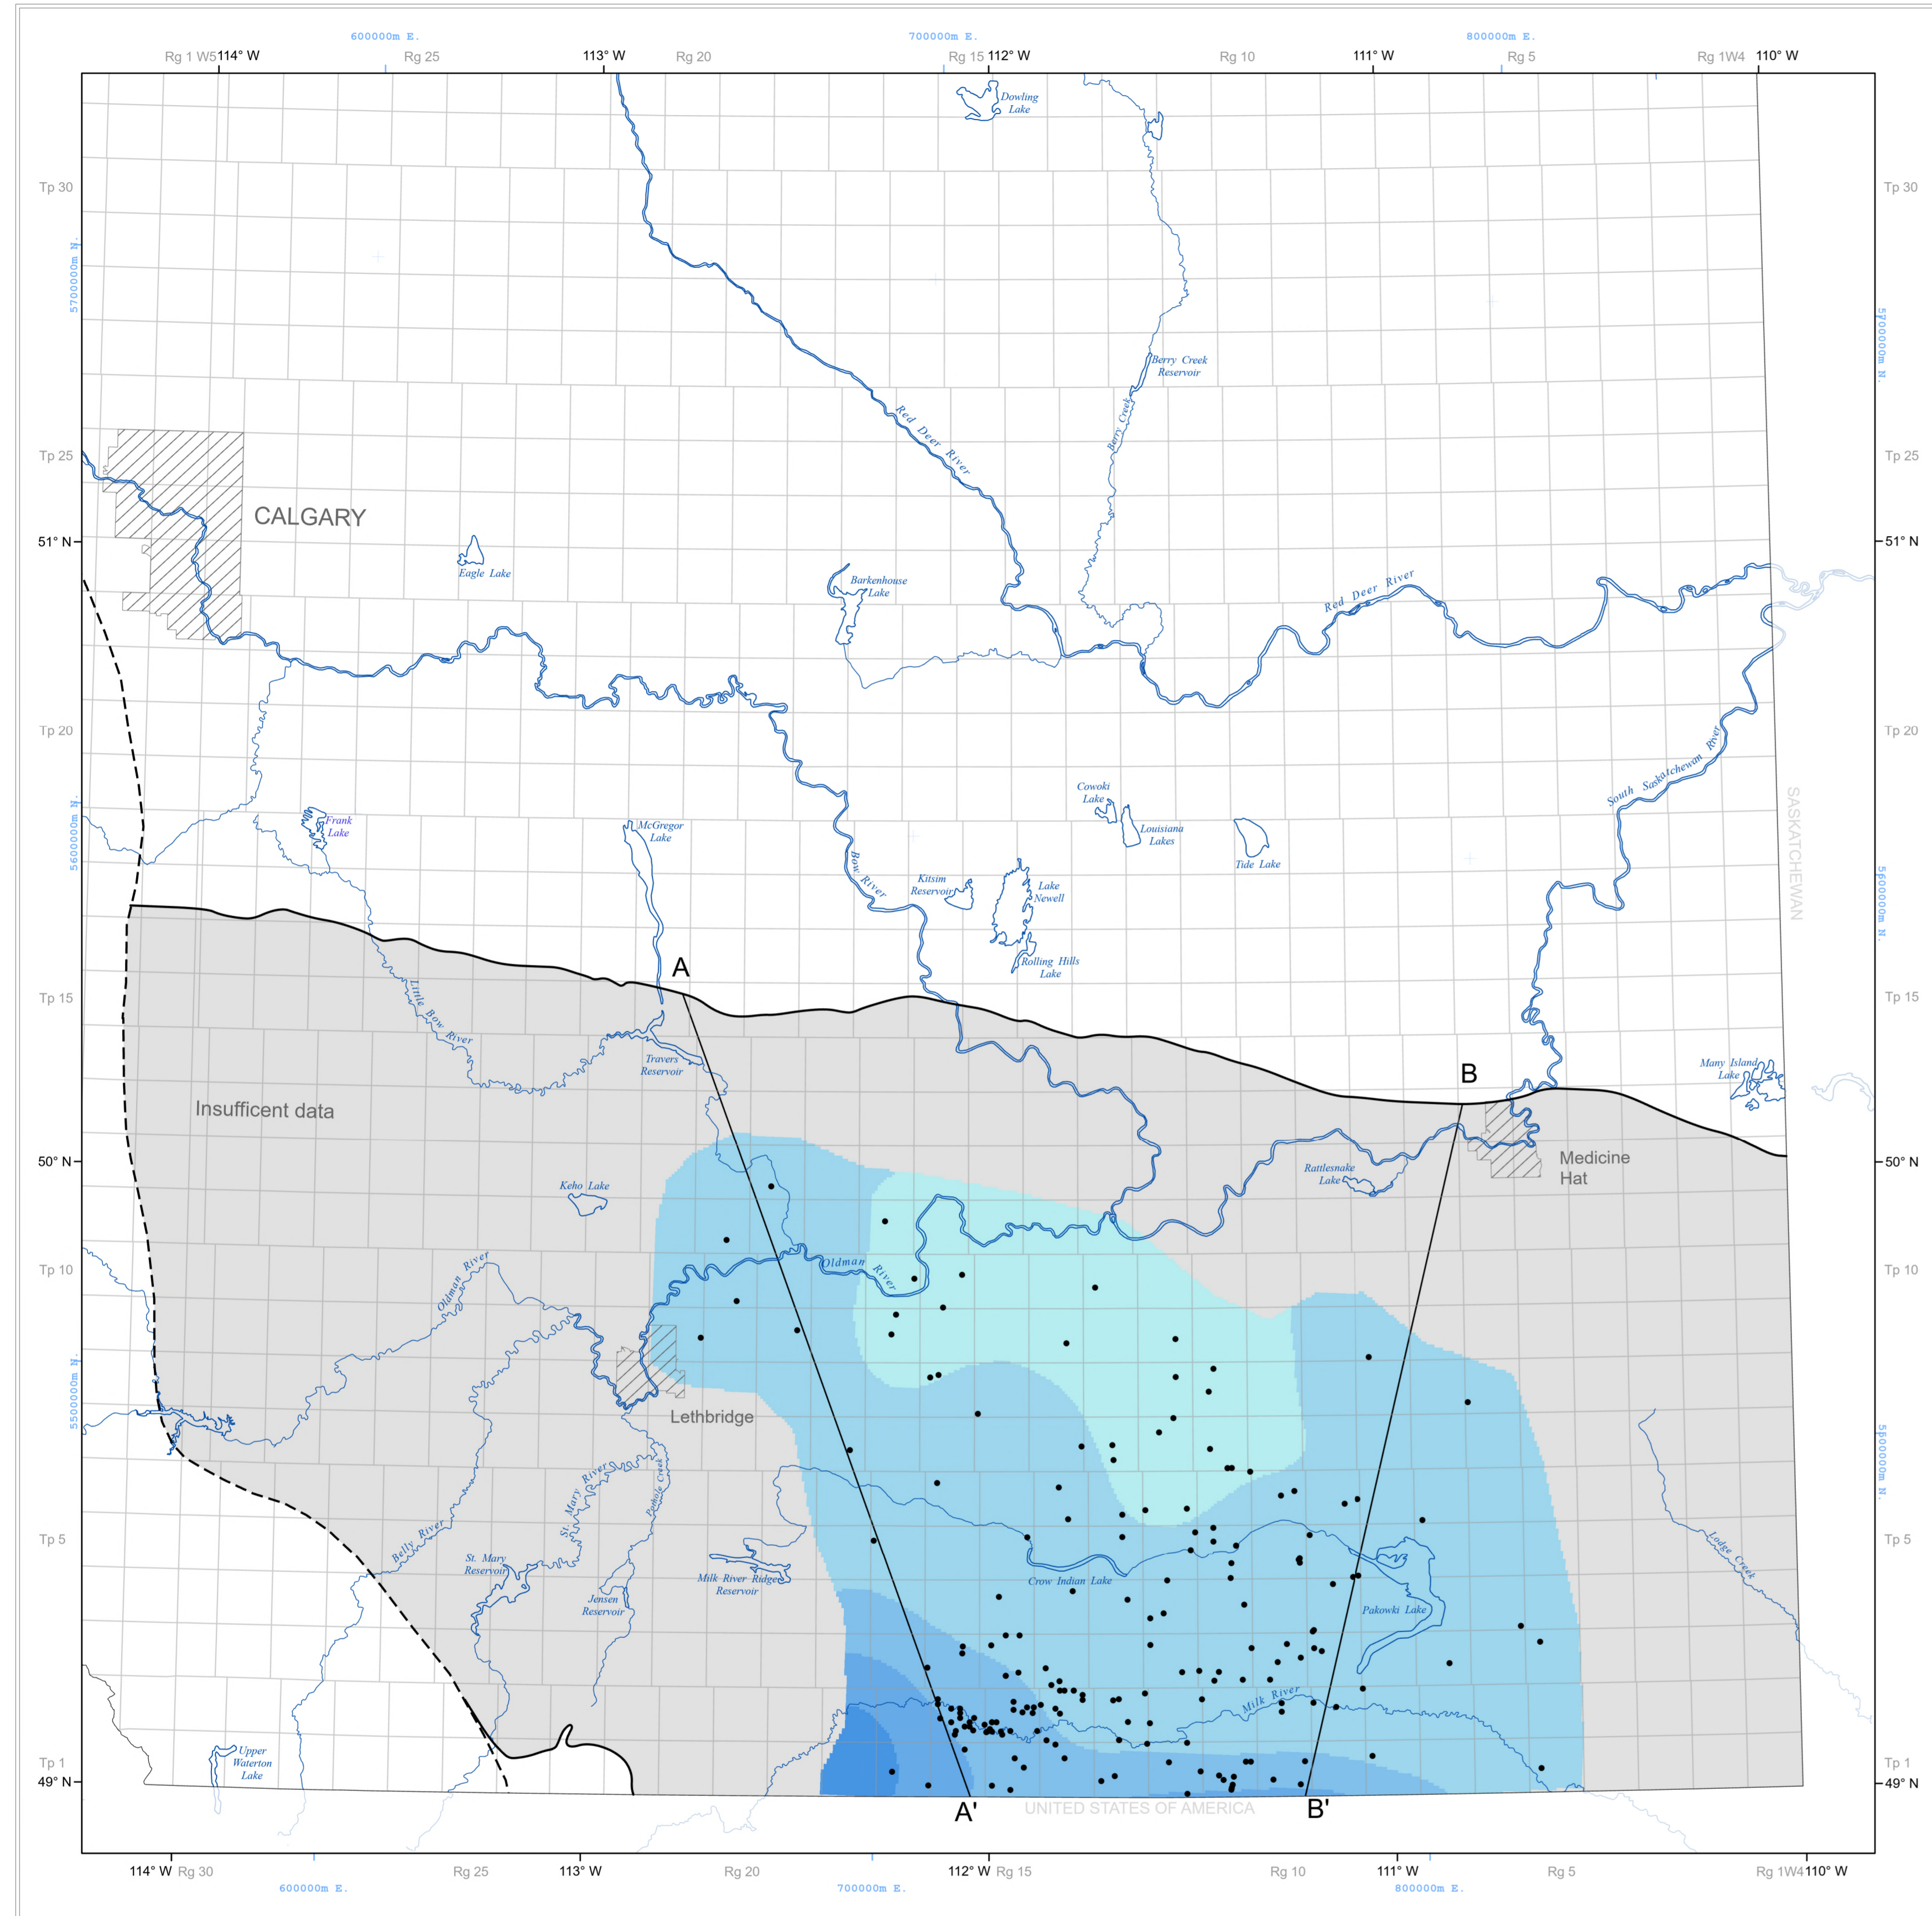 600000m E.
700000m E.
800000m E.
Rg 1 W5
114° W
Rg 25
113° W
Rg 20
Rg 15
112° W
Rg 10
111° W
Rg 5
Rg 1W4
110° W
Dowling
Lake
Tp 30
Tp 30
5700000m N.
5700000m N.
Berry Creek
Reservoir
Berry Creek
Red Deer River
Tp 25
Tp 25
CALGARY
51° N
51° N
Eagle Lake
Barkenhouse
Lake
Red Deer River
Tp 20
Tp 20
South Saskatchewan River
SASKATCHEWAN
5600000m N.
5600000m N.
Frank
Lake
McGregor
Lake
Cowoki
Lake
Louisiana
Lakes
Tide Lake
Bow River
Kitsim
Reservoir
Lake
Newell
Rolling Hills
Lake
A
Tp 15
Tp 15
Little Bow River
Travers
Reservoir
B
Many Island
Lake
Insufficent data
50° N
50° N
Medicine
Hat
Rattlesnake
Lake
Keho Lake
Oldman River
Oldman River
Tp 10
Tp 10
5500000m N.
5500000m N.
Lethbridge
St. Mary River
Pothole Creek
Belly River
Tp 5
Tp 5
Lodge Creek
St. Mary
Reservoir
Milk River Ridge
Reservoir
Crow Indian Lake
Jensen
Reservoir
Pakowki Lake
Milk River
Upper
Waterton
Lake
Tp 1
Tp 1
49° N
49° N
A'
UNITED STATES OF AMERICA
B'
114° W
Rg 30
Rg 25
113° W
Rg 20
112° W
Rg 15
Rg 10
111° W
Rg 5
Rg 1W4
110° W
600000m E.
700000m E.
800000m E.